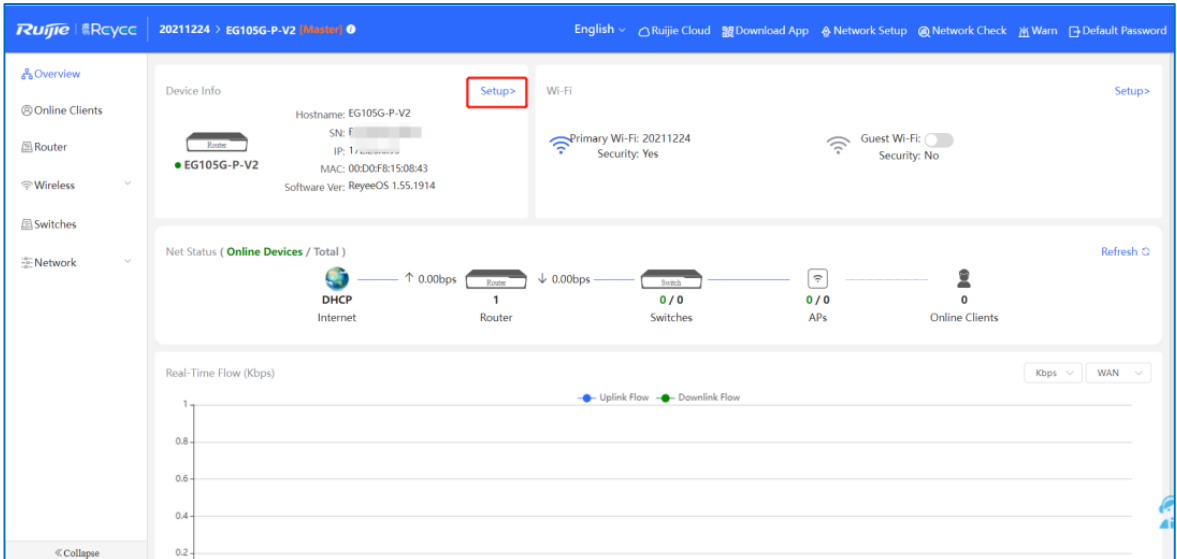 Ruijie | Rcycc 20211224 > EG105G-P-V2 [Master] English Ruijie Cloud Download App Network Setup Network Check Warn Default Password
Overview
Online Clients
Router
Wireless
Switches
Network
Collapse
Device Info Setup>
Hostname: EG105G-P-V2
SN:
Router
IP:
EG105G-P-V2
MAC: 00:D0:F8:15:08:43
Software Ver: ReyeeOS 1.55.1914
Wi-Fi Setup>
Primary Wi-Fi: 20211224
Security: Yes
Guest Wi-Fi:
Security: No
Net Status ( Online Devices / Total ) Refresh
↑ 0.00bps Router ↓ 0.00bps Switch
DHCP 1 0 / 0 0 / 0 0
Internet Router Switches APs Online Clients
Real-Time Flow (Kbps) Kbps WAN
Uplink Flow Downlink Flow
1
0.8
0.6
0.4
0.2